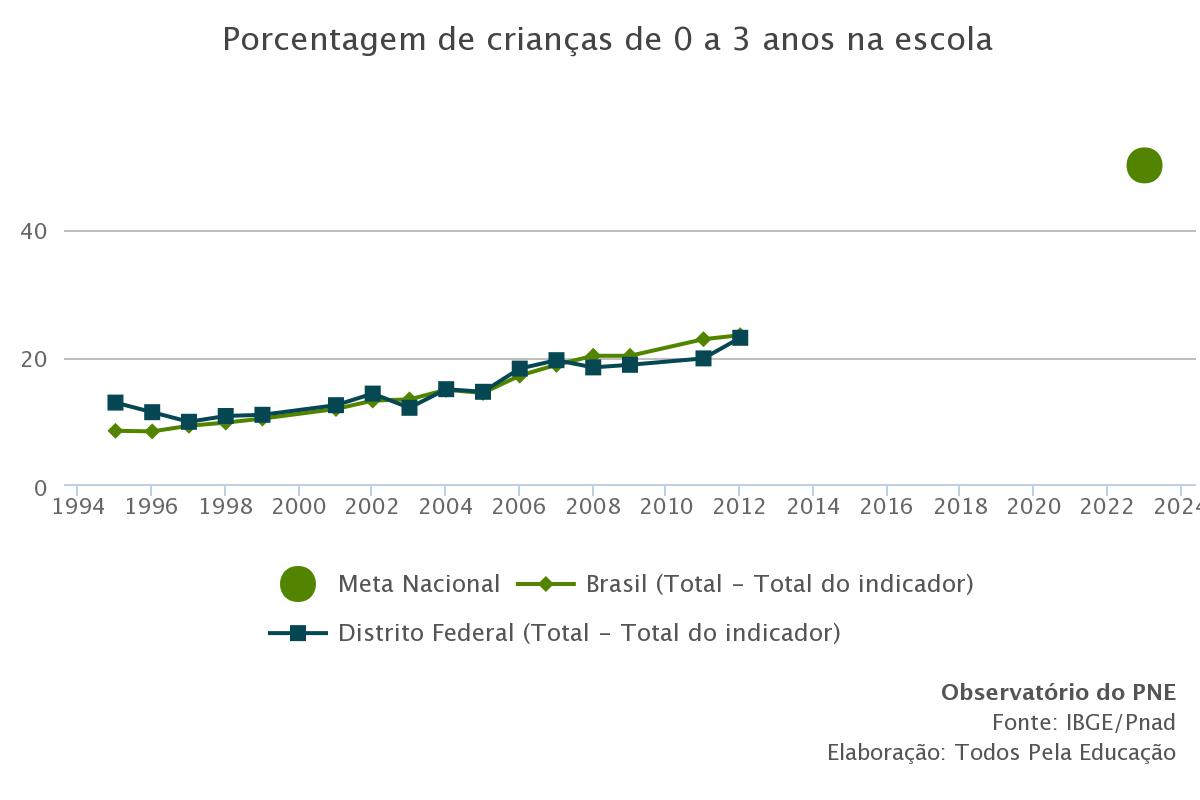 Porcentagem de crianças de 0 a 3 anos na escola
40
20
0
1994 1996 1998 2000 2002 2004 2006 2008 2010 2012 2014 2016 2018 2020 2022 2024
Meta Nacional Brasil (Total – Total do indicador)
Distrito Federal (Total – Total do indicador)
Observatório do PNE
Fonte: IBGE/Pnad
Elaboração: Todos Pela Educação